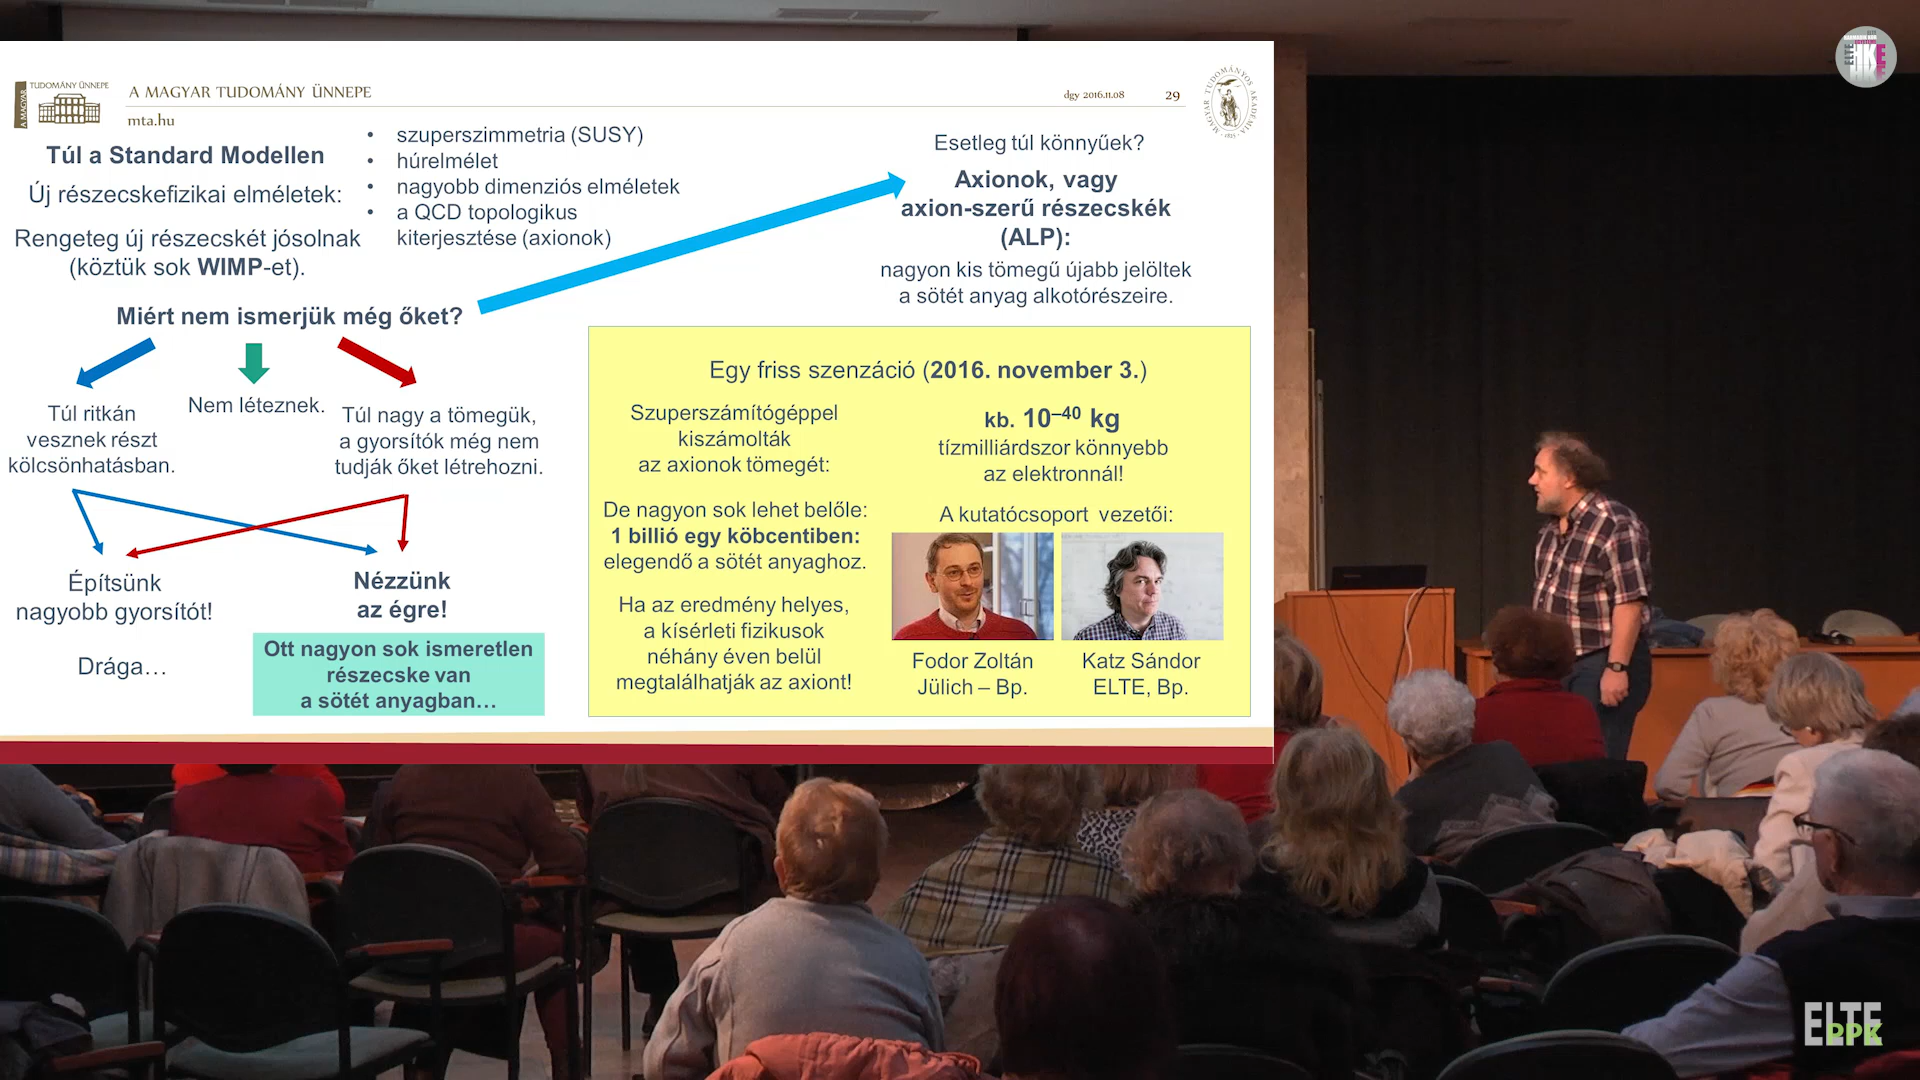 A MAGYAR
TUDOMÁNY ÜNNEPE
A MAGYAR TUDOMÁNY ÜNNEPE
mta.hu
dgy 2016.11.08
29
MAGYAR TUDOMÁNYOS AKADÉMIA
1825
Túl a Standard Modellen
Új részecskefizikai elméletek:
• szuperszimmetria (SUSY)
• húrelmélet
• nagyobb dimenziós elméletek
• a QCD topologikus
kiterjesztése (axionok)
Rengeteg új részecskét jósolnak
(köztük sok WIMP-et).
Miért nem ismerjük még őket?
Esetleg túl könnyűek?
Axionok, vagy
axion-szerű részecskék
(ALP):
nagyon kis tömegű újabb jelöltek
a sötét anyag alkotórészeire.
Túl ritkán
vesznek részt
kölcsönhatásban.
Nem léteznek.
Túl nagy a tömegük,
a gyorsítók még nem
tudják őket létrehozni.
Építsünk
nagyobb gyorsítót!
Drága…
Nézzünk
az égre!
Ott nagyon sok ismeretlen
részecske van
a sötét anyagban…
Egy friss szenzáció (2016. november 3.)
Szuperszámítógéppel
kiszámolták
az axionok tömegét:
kb. 10–40 kg
tízmilliárdszor könnyebb
az elektronnál!
De nagyon sok lehet belőle:
1 billió egy köbcentiben:
elegendő a sötét anyaghoz.
Ha az eredmény helyes,
a kísérleti fizikusok
néhány éven belül
megtalálhatják az axiont!
A kutatócsoport vezetői:
Fodor Zoltán
Jülich – Bp.
Katz Sándor
ELTE, Bp.
ELTE
ELTE
PPK